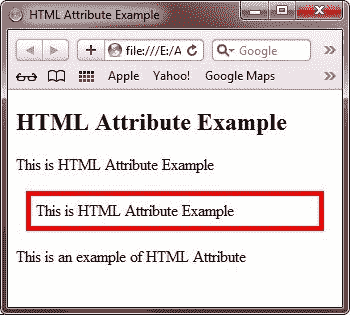 HTML Attribute Example
file:///E:/A
Google
Apple Yahoo! Google Maps
HTML Attribute Example
This is HTML Attribute Example
This is HTML Attribute Example
This is an example of HTML Attribute